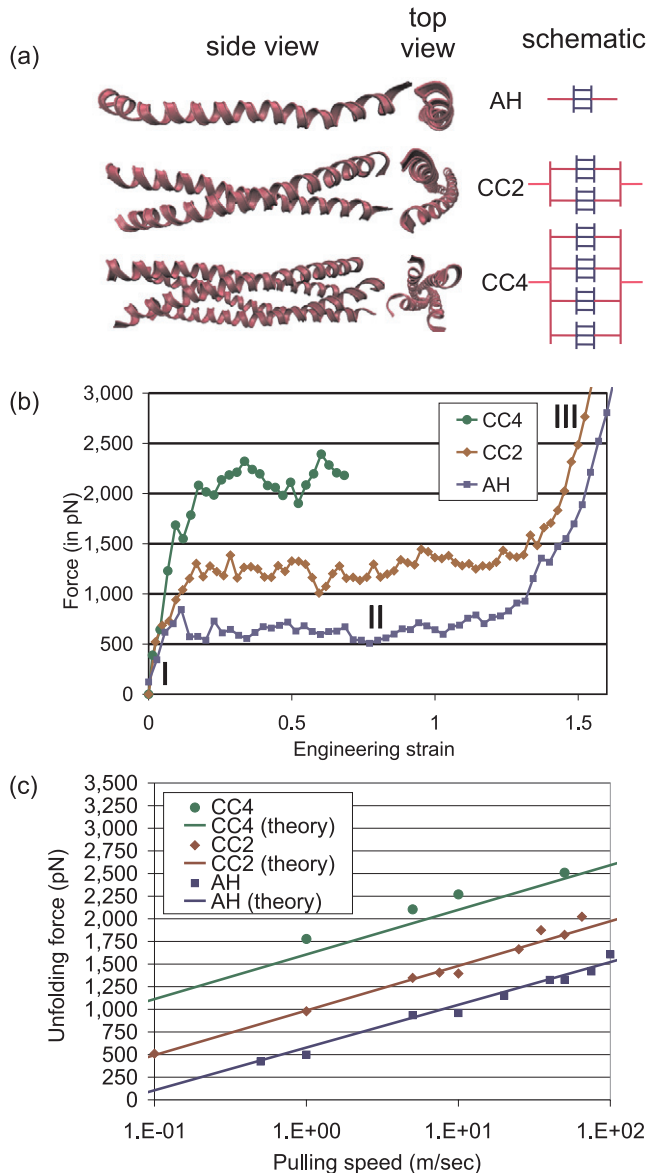 (a)
side view
top
view
schematic
AH
CC2
CC4
(b)
3,000
2,500
2,000
1,500
1,000
500
0
Force (in pN)
CC4
CC2
AH
I
II
III
0
0.5
1
1.5
Engineering strain
(c)
3,500
3,250
3,000
2,750
2,500
2,250
2,000
1,750
1,500
1,250
1,000
750
500
250
0
Unfolding force (pN)
CC4
CC4 (theory)
CC2
CC2 (theory)
AH
AH (theory)
1.E-01
1.E+00
1.E+01
1.E+02
Pulling speed (m/sec)